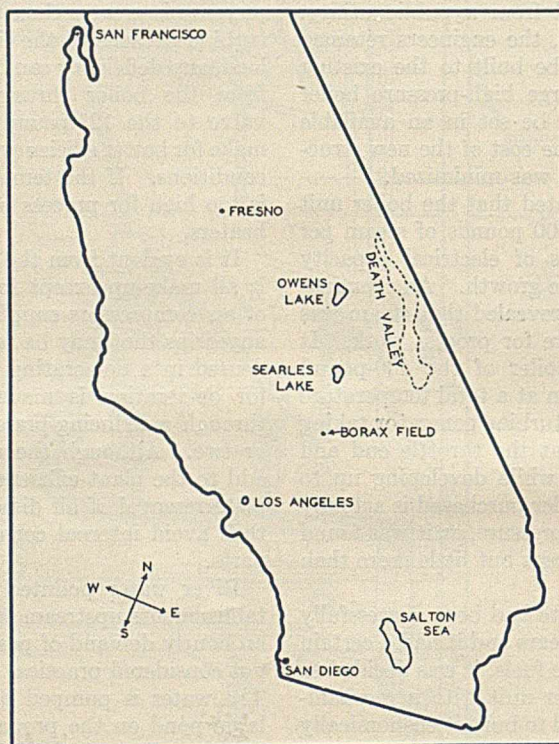 SAN FRANCISCO
FRESNO
OWENS
LAKE
DEATH VALLEY
SEARLES
LAKE
BORAX FIELD
LOS ANGELES
N
W
E
S
SALTON
SEA
SAN DIEGO